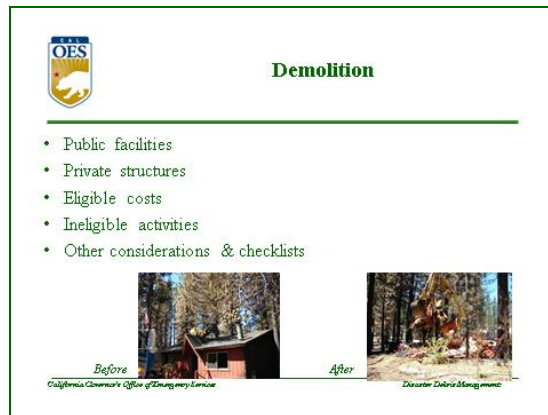 CAL
OES
Demolition
• Public facilities
• Private structures
• Eligible costs
• Ineligible activities
• Other considerations & checklists
Before
After
California Governor's Office of Emergency Services
Disaster Debris Management